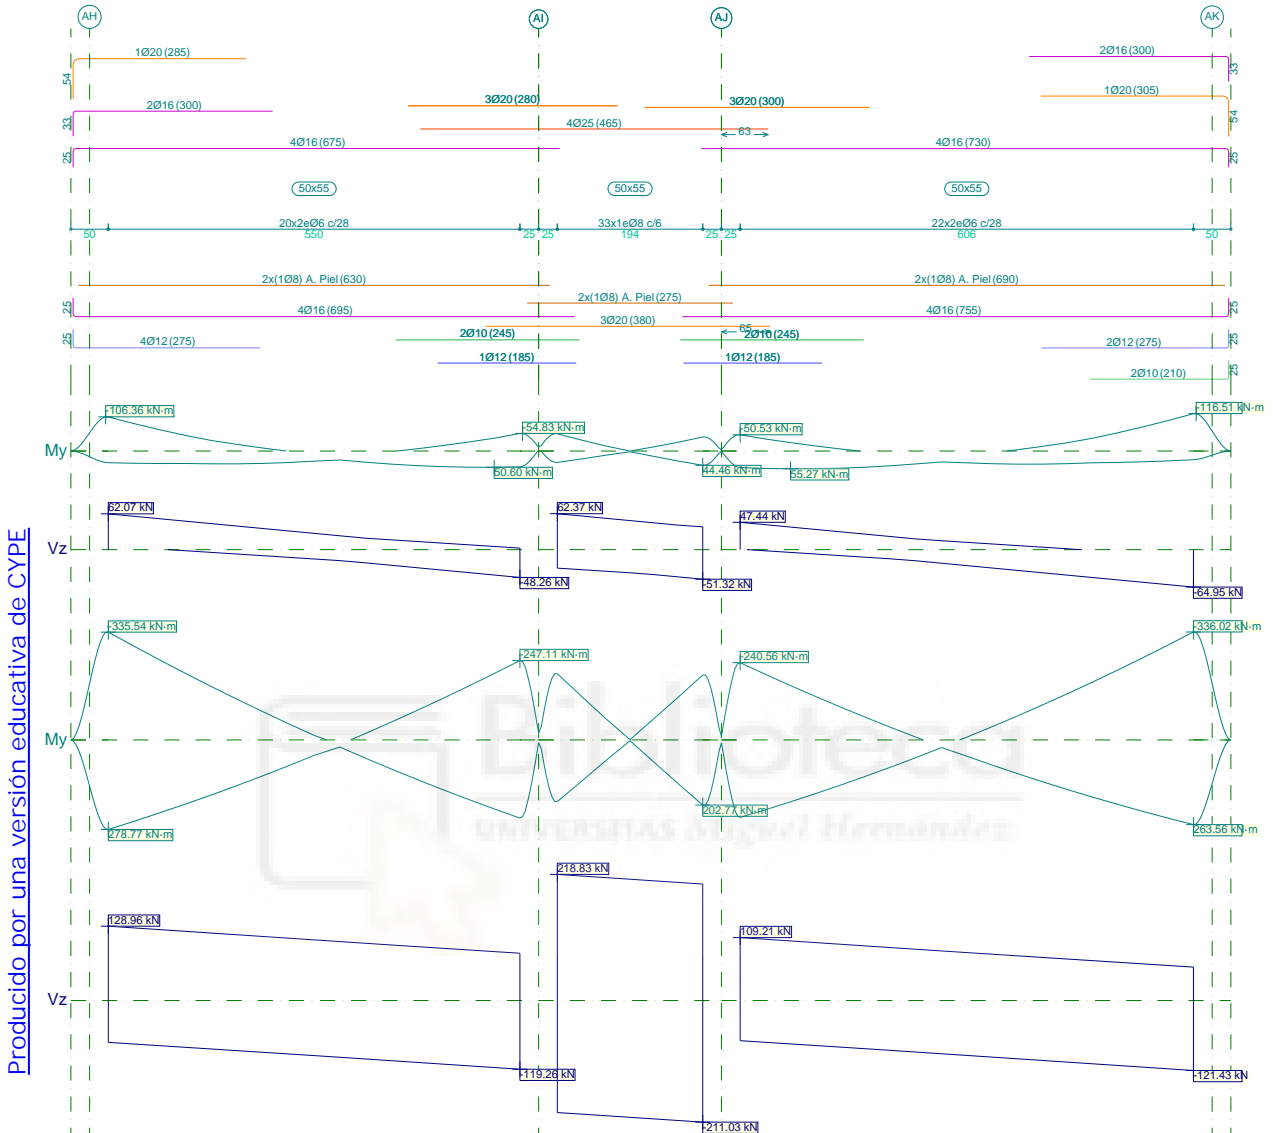 AH AI AJ AK
1Ø20 (285) 2Ø16 (300)
54 33
3Ø20 (280) 3Ø20 (300) 1Ø20 (305)
2Ø16 (300)
33 54
4Ø25 (465)
63
4Ø16 (675) 4Ø16 (730)
25 25
50x55 50x55 50x55
20x2eØ6 c/28 33x1eØ8 c/6 22x2eØ6 c/28
50 550 25 25 194 25 25 606 50
2x(1Ø8) A. Piel (630) 2x(1Ø8) A. Piel (690)
2x(1Ø8) A. Piel (275)
25 4Ø16 (695) 4Ø16 (755) 25
3Ø20 (380)
65
25 4Ø12 (275) 2Ø10 (245) 2Ø10 (245) 2Ø12 (275) 25
1Ø12 (185) 1Ø12 (185)
2Ø10 (210) 25
-106.36 kN·m -116.51 kN·m
-54.83 kN·m -50.53 kN·m
My
50.60 kN·m 44.46 kN·m 55.27 kN·m
62.07 kN 62.37 kN 47.44 kN
Vz
-48.26 kN -51.32 kN -64.95 kN
-335.54 kN·m -336.02 kN·m
-247.11 kN·m -240.56 kN·m
My
278.77 kN·m 202.77 kN·m 263.56 kN·m
218.83 kN
128.96 kN 109.21 kN
Vz
-119.26 kN -121.43 kN
-211.03 kN
Producido por una versión educativa de CYPE
Biblioteca
UNIVERSITAS Miguel Hernández